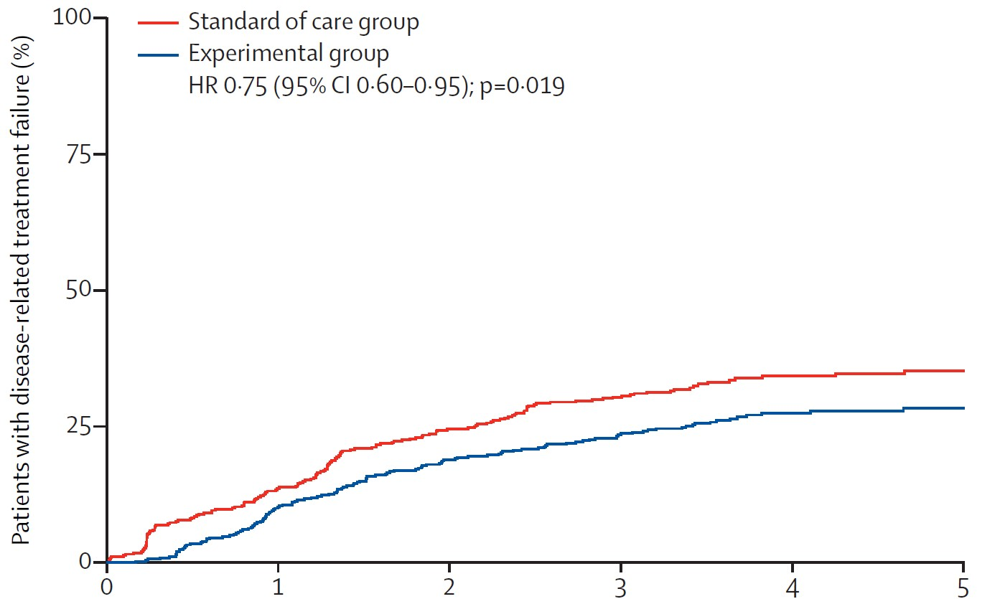 Patients with disease-related treatment failure (%)
100
75
50
25
0
Standard of care group
Experimental group
HR 0·75 (95% CI 0·60–0·95); p=0·019
0 1 2 3 4 5